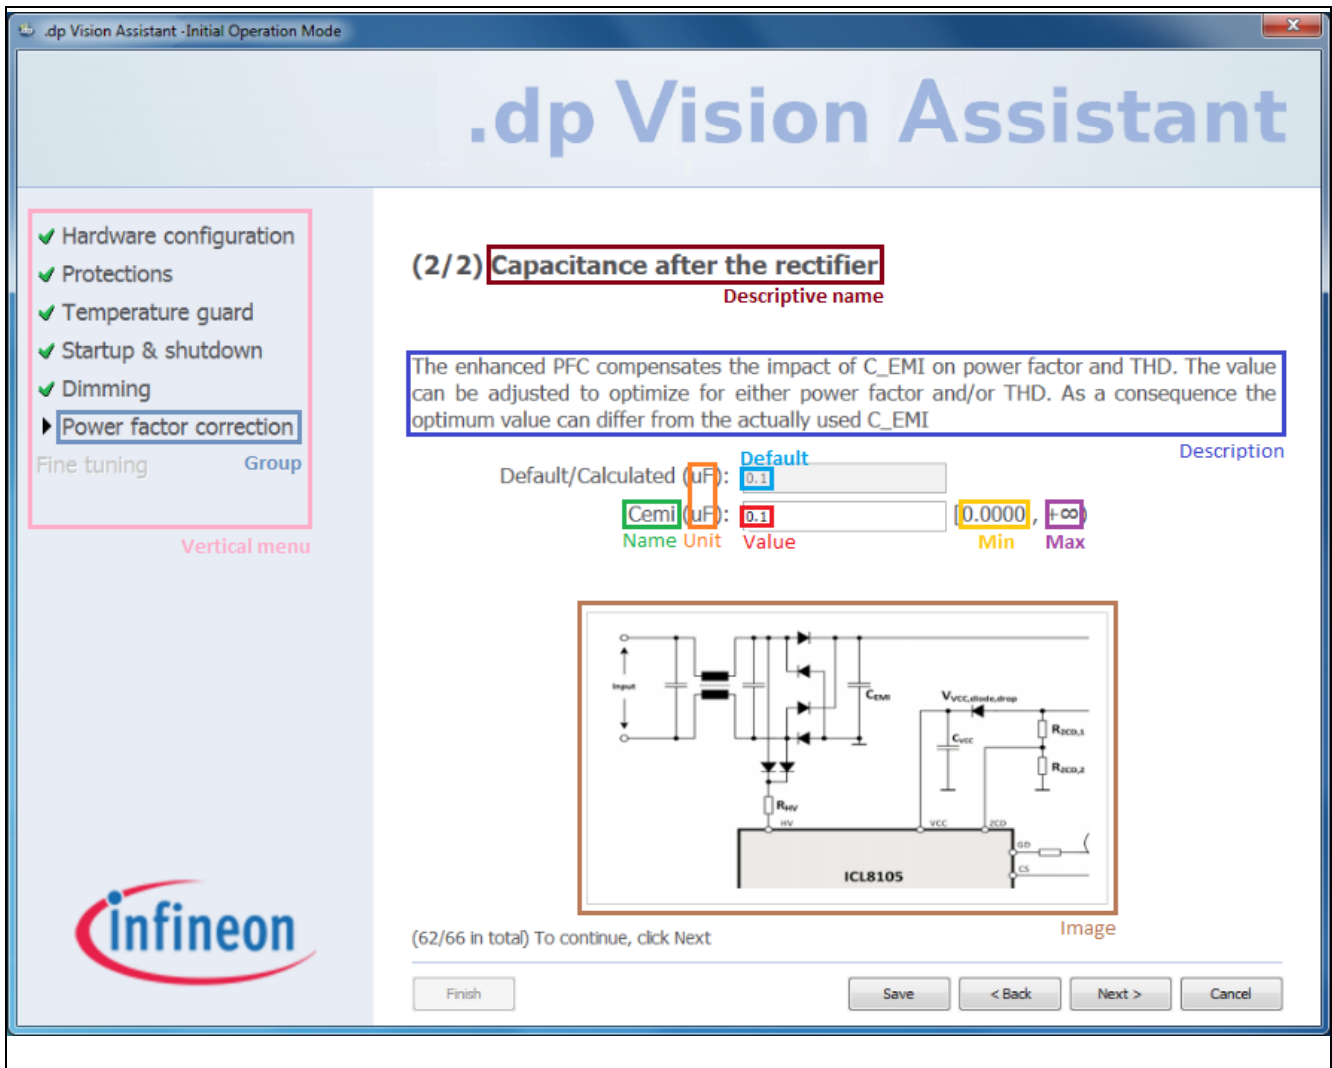 .dp Vision Assistant -Initial Operation Mode
.dp Vision Assistant
Hardware configuration
Protections
Temperature guard
Startup & shutdown
Dimming
Power factor correction
Fine tuning
Group
Vertical menu
(2/2) Capacitance after the rectifier
Descriptive name
The enhanced PFC compensates the impact of C_EMI on power factor and THD. The value
can be adjusted to optimize for either power factor and/or THD. As a consequence the
optimum value can differ from the actually used C_EMI
Description
Default
Default/Calculated (uF): 0.1
Cemi (uF): 0.1 [0.0000 , +∞)
Name Unit Value Min Max
Input
CEMI
VVCC,diode,drop
CVCC
RZCD,1
RZCD,2
RHV
HV
VCC
ZCD
GD
CS
ICL8105
Image
infineon
(62/66 in total) To continue, click Next
Finish
Save
< Back
Next >
Cancel